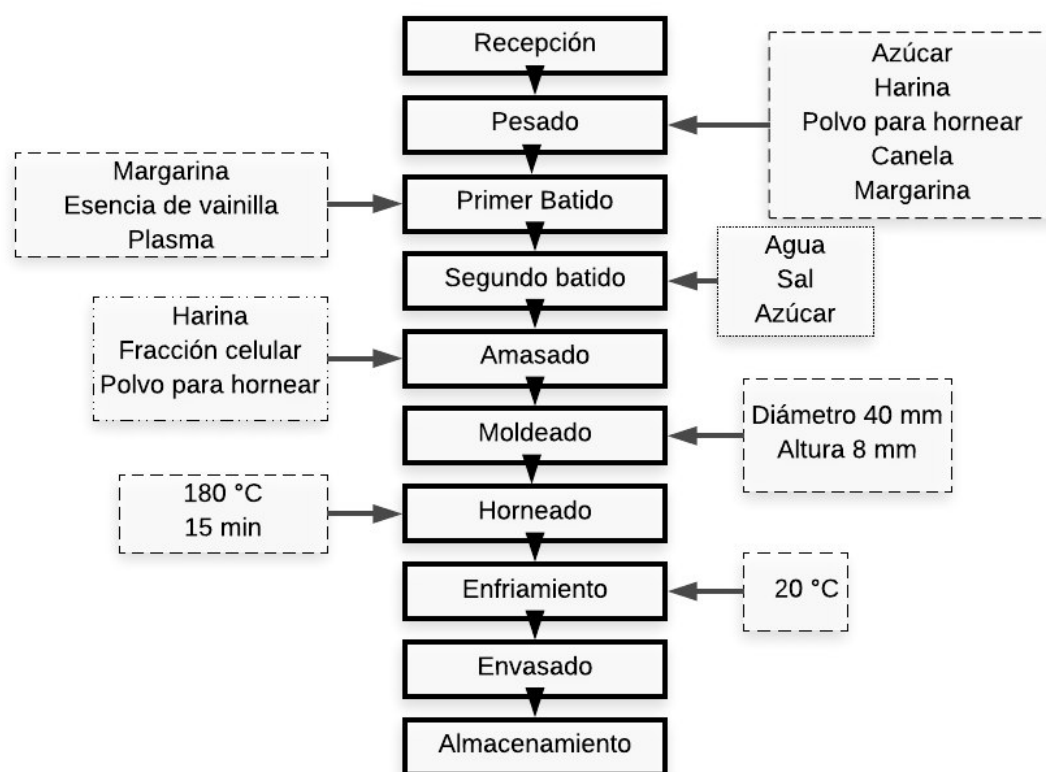 Recepción
Pesado
Azúcar
Harina
Polvo para hornear
Canela
Margarina
Margarina
Esencia de vainilla
Plasma
Primer Batido
Segundo batido
Agua
Sal
Azúcar
Harina
Fracción celular
Polvo para hornear
Amasado
Moldeado
Diámetro 40 mm
Altura 8 mm
180 °C
15 min
Horneado
Enfriamiento
20 °C
Envasado
Almacenamiento